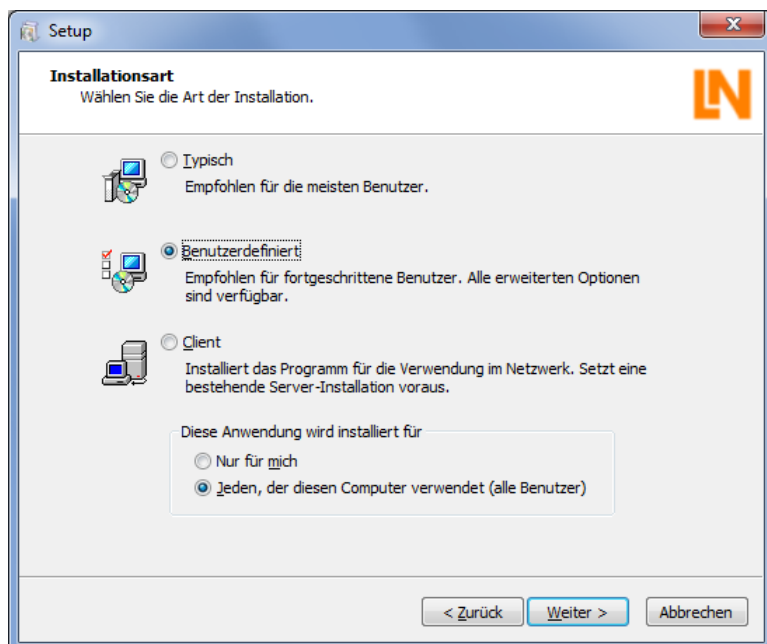 Setup
Installationsart
Wählen Sie die Art der Installation.
LN
Typisch
Empfohlen für die meisten Benutzer.
Benutzerdefiniert
Empfohlen für fortgeschrittene Benutzer. Alle erweiterten Optionen
sind verfügbar.
Client
Installiert das Programm für die Verwendung im Netzwerk. Setzt eine
bestehende Server-Installation voraus.
Diese Anwendung wird installiert für
Nur für mich
Jeden, der diesen Computer verwendet (alle Benutzer)
< Zurück
Weiter >
Abbrechen